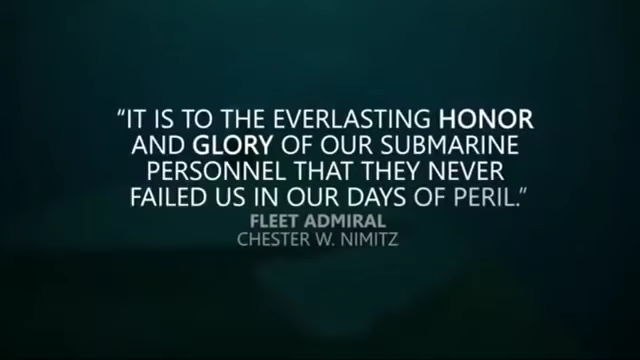 “IT IS TO THE EVERLASTING HONOR
AND GLORY OF OUR SUBMARINE
PERSONNEL THAT THEY NEVER
FAILED US IN OUR DAYS OF PERIL.”
FLEET ADMIRAL
CHESTER W. NIMITZ